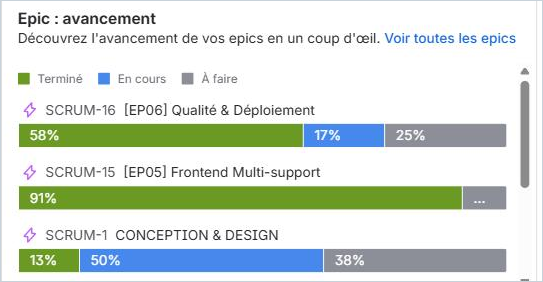 Epic : avancement
Découvrez l'avancement de vos epics en un coup d'œil. Voir toutes les epics
Terminé En cours À faire
SCRUM-16 [EP06] Qualité & Déploiement
58% 17% 25%
SCRUM-15 [EP05] Frontend Multi-support
91% ...
SCRUM-1 CONCEPTION & DESIGN
13% 50% 38%